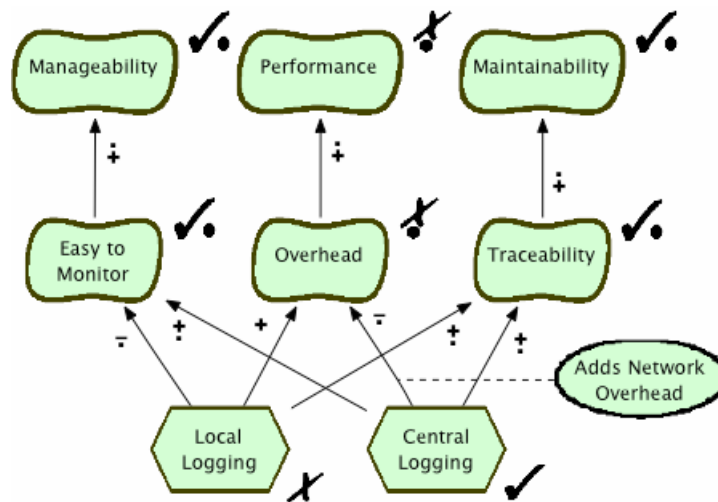 Manageability
Performance
Maintainability
Easy to
Monitor
Overhead
Traceability
Adds Network
Overhead
Local
Logging
Central
Logging